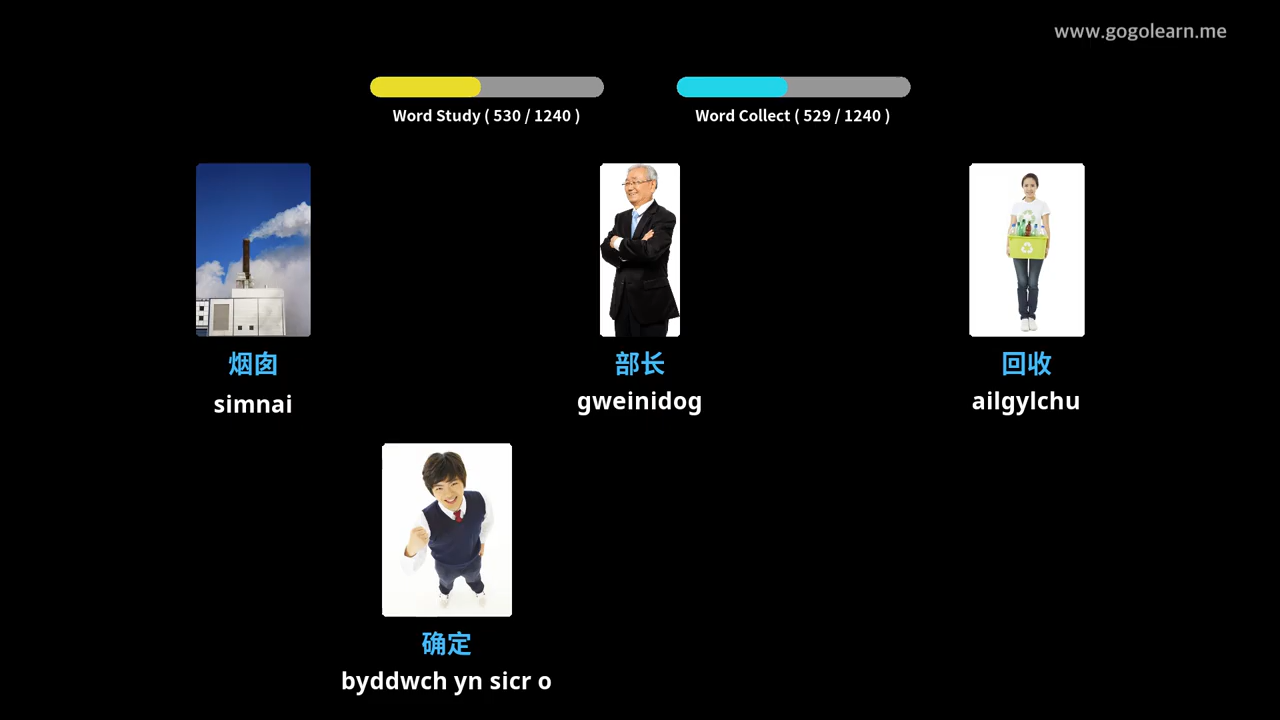 www.gogolearn.me
Word Study ( 530 / 1240 )
Word Collect ( 529 / 1240 )
烟囱
部长
回收
simnai
gweinidog
ailgylchu
确定
byddwch yn sicr o